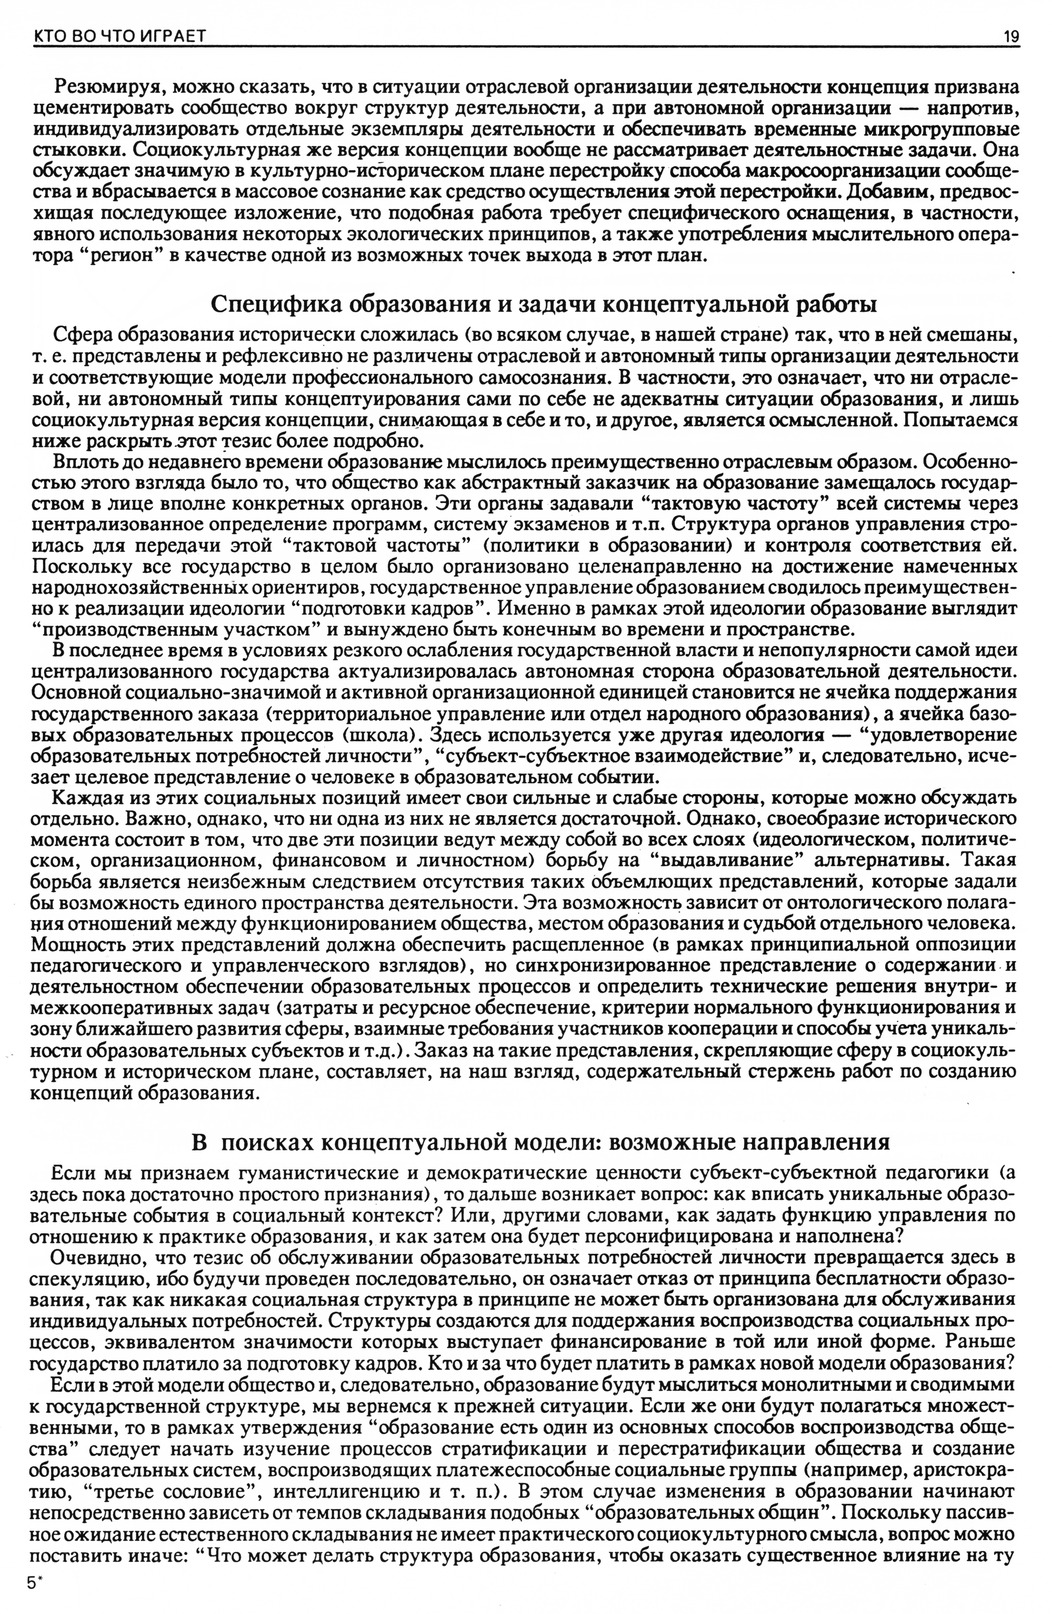 КТО ВО ЧТО ИГРАЕТ 19
Резюмируя, можно сказать, что в ситуации отраслевой организации деятельности концепция призвана
цементировать сообщество вокруг структур деятельности, а при автономной организации — напротив,
индивидуализировать отдельные экземпляры деятельности и обеспечивать временные микрогрупповые
стыковки. Социокультурная же версия концепции вообще не рассматривает деятельностные задачи. Она
обсуждает значимую в культурно-историческом плане перестройку способа макросоорганизации сообще-
ства и вбрасывается в массовое сознание как средство осуществления этой перестройки. Добавим, предвос-
хищая последующее изложение, что подобная работа требует специфического оснащения, в частности,
явного использования некоторых экологических принципов, а также употребления мыслительного опера-
тора “регион” в качестве одной из возможных точек выхода в этот план.
Специфика образования и задачи концептуальной работы
Сфера образования исторически сложилась (во всяком случае, в нашей стране) так, что в ней смешаны,
т. е. представлены и рефлексивно не различены отраслевой и автономный типы организации деятельности
и соответствующие модели профессионального самосознания. В частности, это означает, что ни отрасле-
вой, ни автономный типы концептуирования сами по себе не адекватны ситуации образования, и лишь
социокультурная версия концепции, снимающая в себе и то, и другое, является осмысленной. Попытаемся
ниже раскрыть этот тезис более подробно.
Вплоть до недавнего времени образование мыслилось преимущественно отраслевым образом. Особенно-
стью этого взгляда было то, что общество как абстрактный заказчик на образование замещалось государ-
ством в лице вполне конкретных органов. Эти органы задавали “тактовую частоту” всей системы через
централизованное определение программ, систему экзаменов и т.п. Структура органов управления стро-
илась для передачи этой “тактовой частоты” (политики в образовании) и контроля соответствия ей.
Поскольку все государство в целом было организовано целенаправленно на достижение намеченных
народнохозяйственных ориентиров, государственное управление образованием сводилось преимуществен-
но к реализации идеологии “подготовки кадров”. Именно в рамках этой идеологии образование выглядит
“производственным участком” и вынуждено быть конечным во времени и пространстве.
В последнее время в условиях резкого ослабления государственной власти и непопулярности самой идеи
централизованного государства актуализировалась автономная сторона образовательной деятельности.
Основной социально-значимой и активной организационной единицей становится не ячейка поддержания
государственного заказа (территориальное управление или отдел народного образования), а ячейка базо-
вых образовательных процессов (школа). Здесь используется уже другая идеология — “удовлетворение
образовательных потребностей личности”, “субъект-субъектное взаимодействие” и, следовательно, исче-
зает целевое представление о человеке в образовательном событии.
Каждая из этих социальных позиций имеет свои сильные и слабые стороны, которые можно обсуждать
отдельно. Важно, однако, что ни одна из них не является достаточной. Однако, своеобразие исторического
момента состоит в том, что две эти позиции ведут между собой во всех слоях (идеологическом, политиче-
ском, организационном, финансовом и личностном) борьбу на “выдавливание” альтернативы. Такая
борьба является неизбежным следствием отсутствия таких объемлющих представлений, которые задали
бы возможность единого пространства деятельности. Эта возможность зависит от онтологического полага-
ния отношений между функционированием общества, местом образования и судьбой отдельного человека.
Мощность этих представлений должна обеспечить расщепленное (в рамках принципиальной оппозиции
педагогического и управленческого взглядов), но синхронизированное представление о содержании и
деятельностном обеспечении образовательных процессов и определить технические решения внутри- и
межкооперативных задач (затраты и ресурсное обеспечение, критерии нормального функционирования и
зону ближайшего развития сферы, взаимные требования участников кооперации и способы учета уникаль-
ности образовательных субъектов и т.д.). Заказ на такие представления, скрепляющие сферу в социокуль-
турном и историческом плане, составляет, на наш взгляд, содержательный стержень работ по созданию
концепций образования.
В поисках концептуальной модели: возможные направления
Если мы признаем гуманистические и демократические ценности субъект-субъектной педагогики (а
здесь пока достаточно простого признания), то дальше возникает вопрос: как вписать уникальные образо-
вательные события в социальный контекст? Или, другими словами, как задать функцию управления по
отношению к практике образования, и как затем она будет персонифицирована и наполнена?
Очевидно, что тезис об обслуживании образовательных потребностей личности превращается здесь в
спекуляцию, ибо будучи проведен последовательно, он означает отказ от принципа бесплатности образо-
вания, так как никакая социальная структура в принципе не может быть организована для обслуживания
индивидуальных потребностей. Структуры создаются для поддержания воспроизводства социальных про-
цессов, эквивалентом значимости которых выступает финансирование в той или иной форме. Раньше
государство платило за подготовку кадров. Кто и за что будет платить в рамках новой модели образования?
Если в этой модели общество и, следовательно, образование будут мыслиться монолитными и сводимыми
к государственной структуре, мы вернемся к прежней ситуации. Если же они будут полагаться множест-
венными, то в рамках утверждения “образование есть один из основных способов воспроизводства обще-
ства” следует начать изучение процессов стратификации и перестратификации общества и создание
образовательных систем, воспроизводящих платежеспособные социальные группы (например, аристокра-
тию, “третье сословие”, интеллигенцию и т. п.). В этом случае изменения в образовании начинают
непосредственно зависеть от темпов складывания подобных “образовательных общин”. Поскольку пассив-
ное ожидание естественного складывания не имеет практического социокультурного смысла, вопрос можно
поставить иначе: “Что может делать структура образования, чтобы оказать существенное влияние на ту
5*